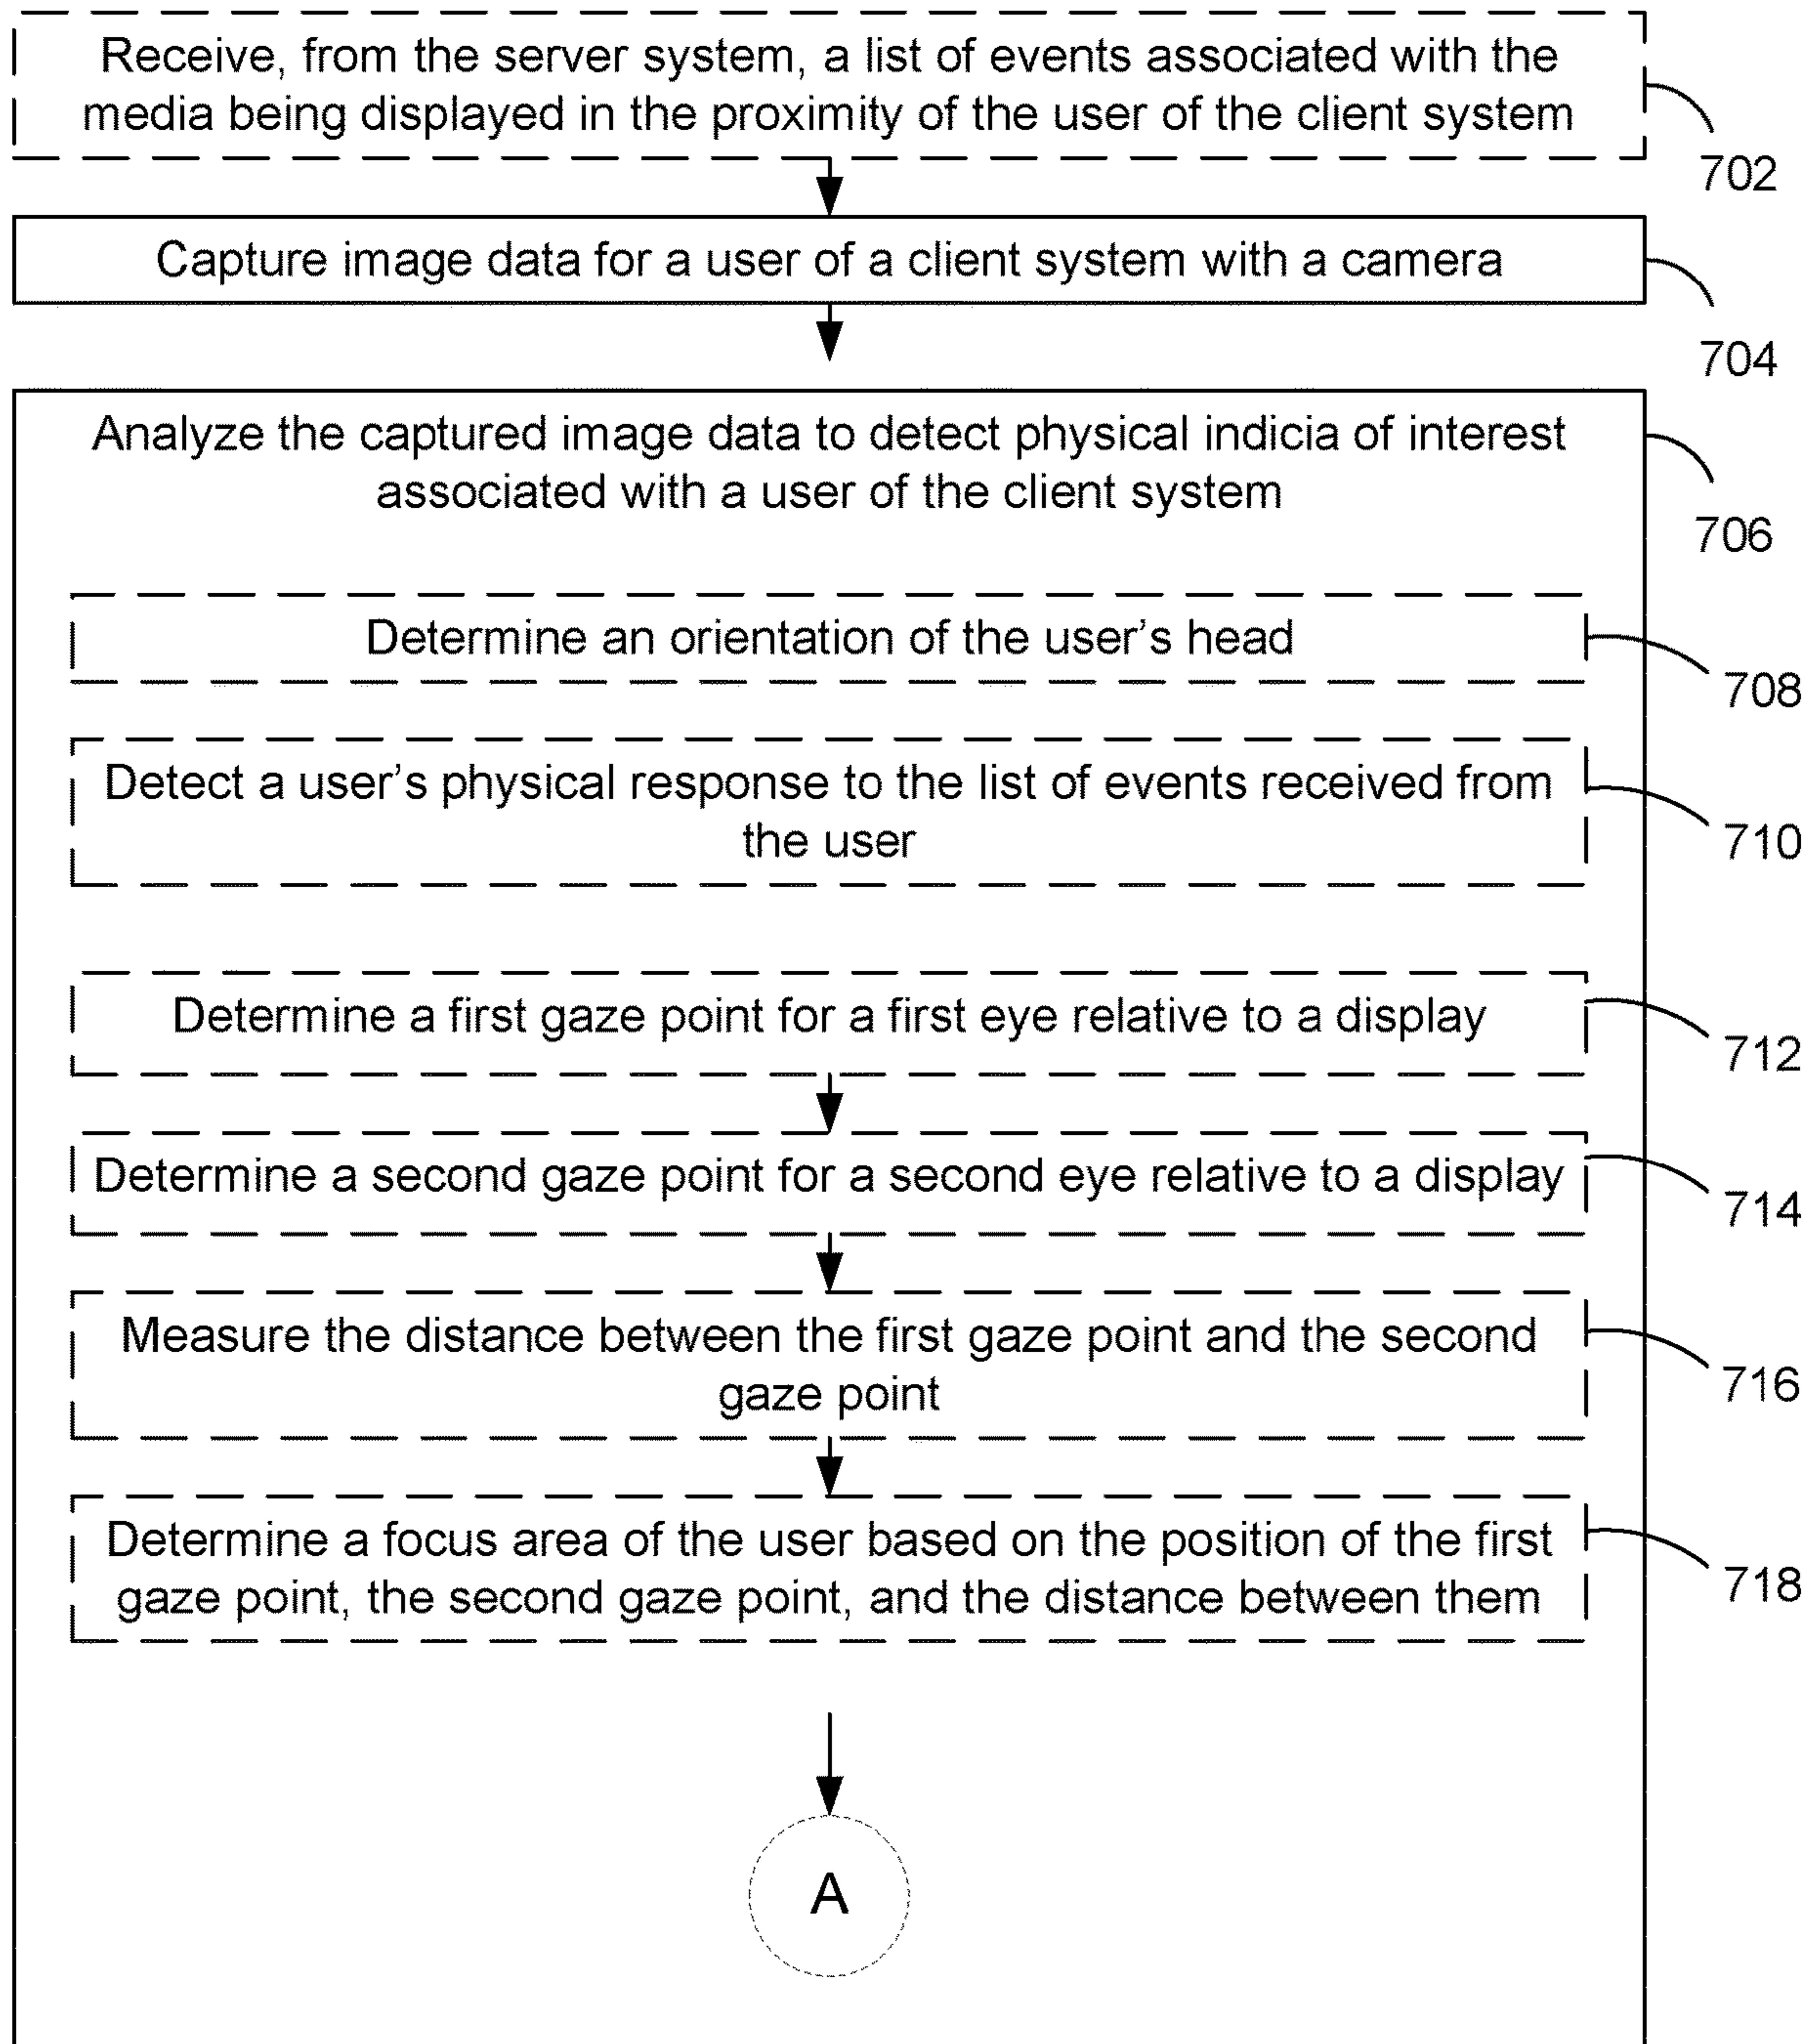 Receive, from the server system, a list of events associated with the
media being displayed in the proximity of the user of the client system
702
Capture image data for a user of a client system with a camera
704
Analyze the captured image data to detect physical indicia of interest
associated with a user of the client system
706
Determine an orientation of the user’s head
708
Detect a user’s physical response to the list of events received from
the user
710
Determine a first gaze point for a first eye relative to a display
712
Determine a second gaze point for a second eye relative to a display
714
Measure the distance between the first gaze point and the second
gaze point
716
Determine a focus area of the user based on the position of the first
gaze point, the second gaze point, and the distance between them
718
A